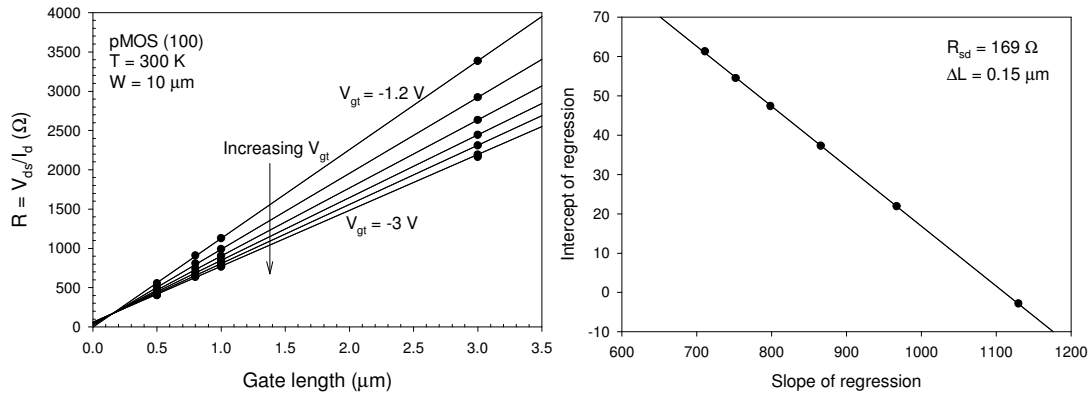 4000
3500
3000
2500
2000
1500
1000
500
0
R = V_ds/I_d (Ω)
pMOS (100)
T = 300 K
W = 10 µm
V_gt = -1.2 V
Increasing V_gt
V_gt = -3 V
0.0 0.5 1.0 1.5 2.0 2.5 3.0 3.5
Gate length (µm)
70
60
50
40
30
20
10
0
-10
Intercept of regression
R_sd = 169 Ω
ΔL = 0.15 µm
600 700 800 900 1000 1100 1200
Slope of regression